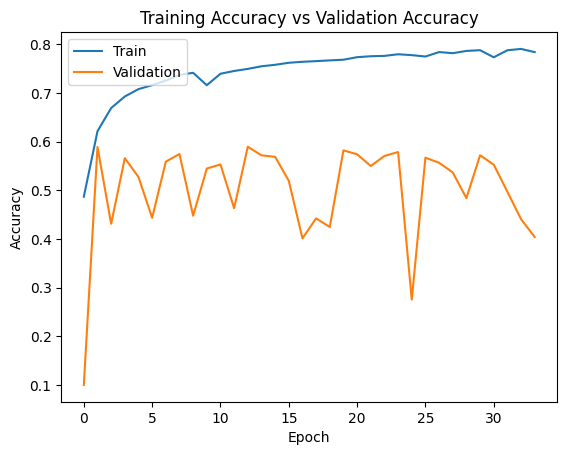 Training Accuracy vs Validation Accuracy
Train
Validation
0.8
0.7
0.6
0.5
0.4
0.3
0.2
0.1
Accuracy
0 5 10 15 20 25 30
Epoch